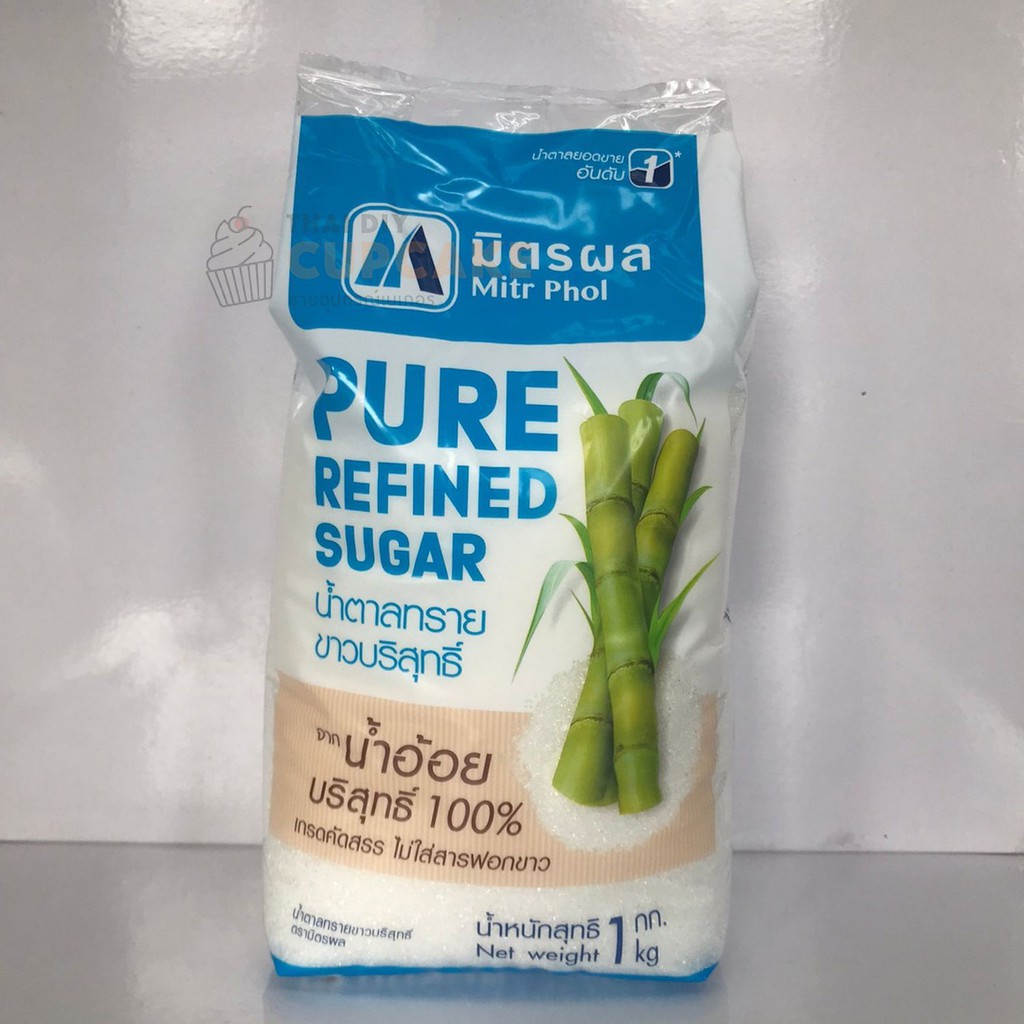 น้ำตาลยอดขาย
อันดับ 1*
THAI DIY
CUPCAKE
มิตรผล
Mitr Phol
PURE
REFINED
SUGAR
น้ำตาลทราย
ขาวบริสุทธิ์
จาก น้ำอ้อย
บริสุทธิ์ 100%
เกรดคัดสรร ไม่ใส่สารฟอกขาว
น้ำตาลทรายขาวบริสุทธิ์
ตรามิตรผล
น้ำหนักสุทธิ 1 กก.
Net weight 1 kg